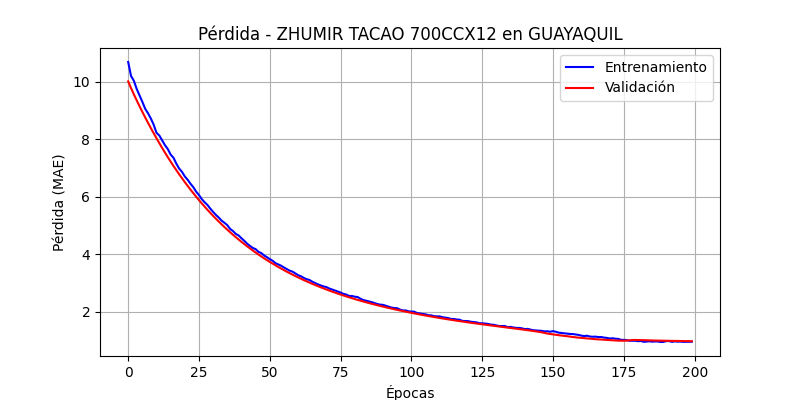 Pérdida - ZHUMIR TACAO 700CCX12 en GUAYAQUIL
Entrenamiento
Validación
Pérdida (MAE)
10
8
6
4
2
0
25
50
75
100
125
150
175
200
Épocas